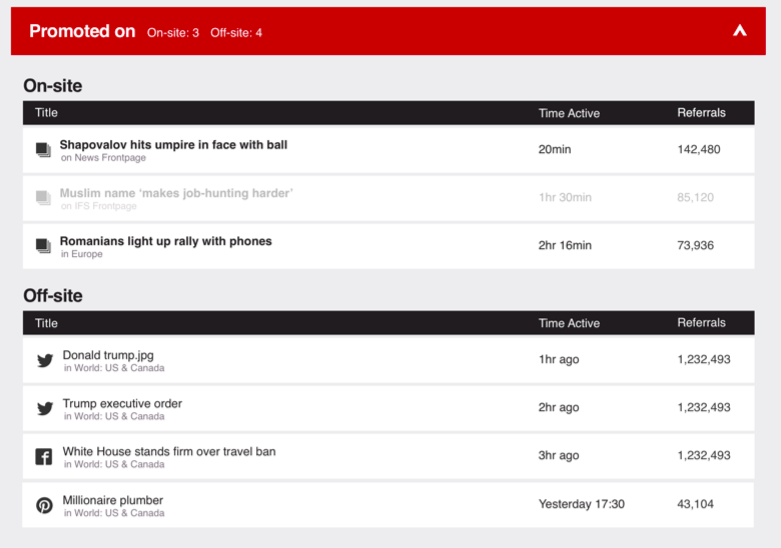 Promoted on On-site: 3 Off-site: 4
On-site
Title Time Active Referrals
Shapovalov hits umpire in face with ball
on News Frontpage
20min 142,480
Muslim name ‘makes job-hunting harder’
on IFS Frontpage
1hr 30min 85,120
Romanians light up rally with phones
in Europe
2hr 16min 73,936
Off-site
Title Time Active Referrals
Donald trump.jpg
in World: US & Canada
1hr ago 1,232,493
Trump executive order
in World: US & Canada
2hr ago 1,232,493
White House stands firm over travel ban
in World: US & Canada
3hr ago 1,232,493
Millionaire plumber
in World: US & Canada
Yesterday 17:30 43,104